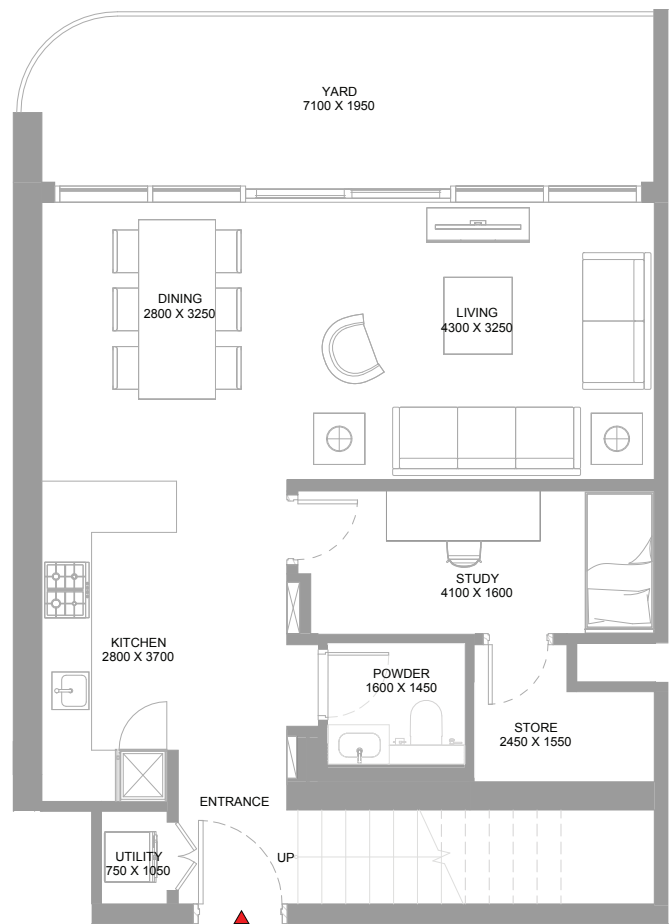 YARD
7100 X 1950
DINING
2800 X 3250
LIVING
4300 X 3250
STUDY
4100 X 1600
KITCHEN
2800 X 3700
POWDER
1600 X 1450
STORE
2450 X 1550
ENTRANCE
UTILITY
750 X 1050
UP